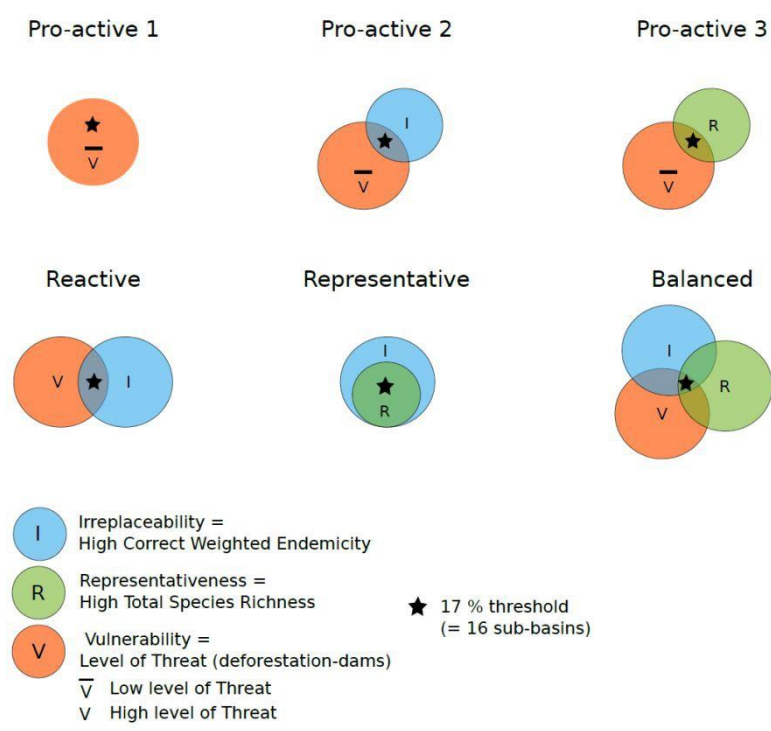 Pro-active 1
Pro-active 2
Pro-active 3
V̅
I
V̅
R
V̅
Reactive
Representative
Balanced
V
I
I
R
I
R
V
I
Irreplaceability =
High Correct Weighted Endemicity
R
Representativeness =
High Total Species Richness
V
Vulnerability =
Level of Threat (deforestation-dams)
V̅ Low level of Threat
V High level of Threat
17 % threshold
(= 16 sub-basins)